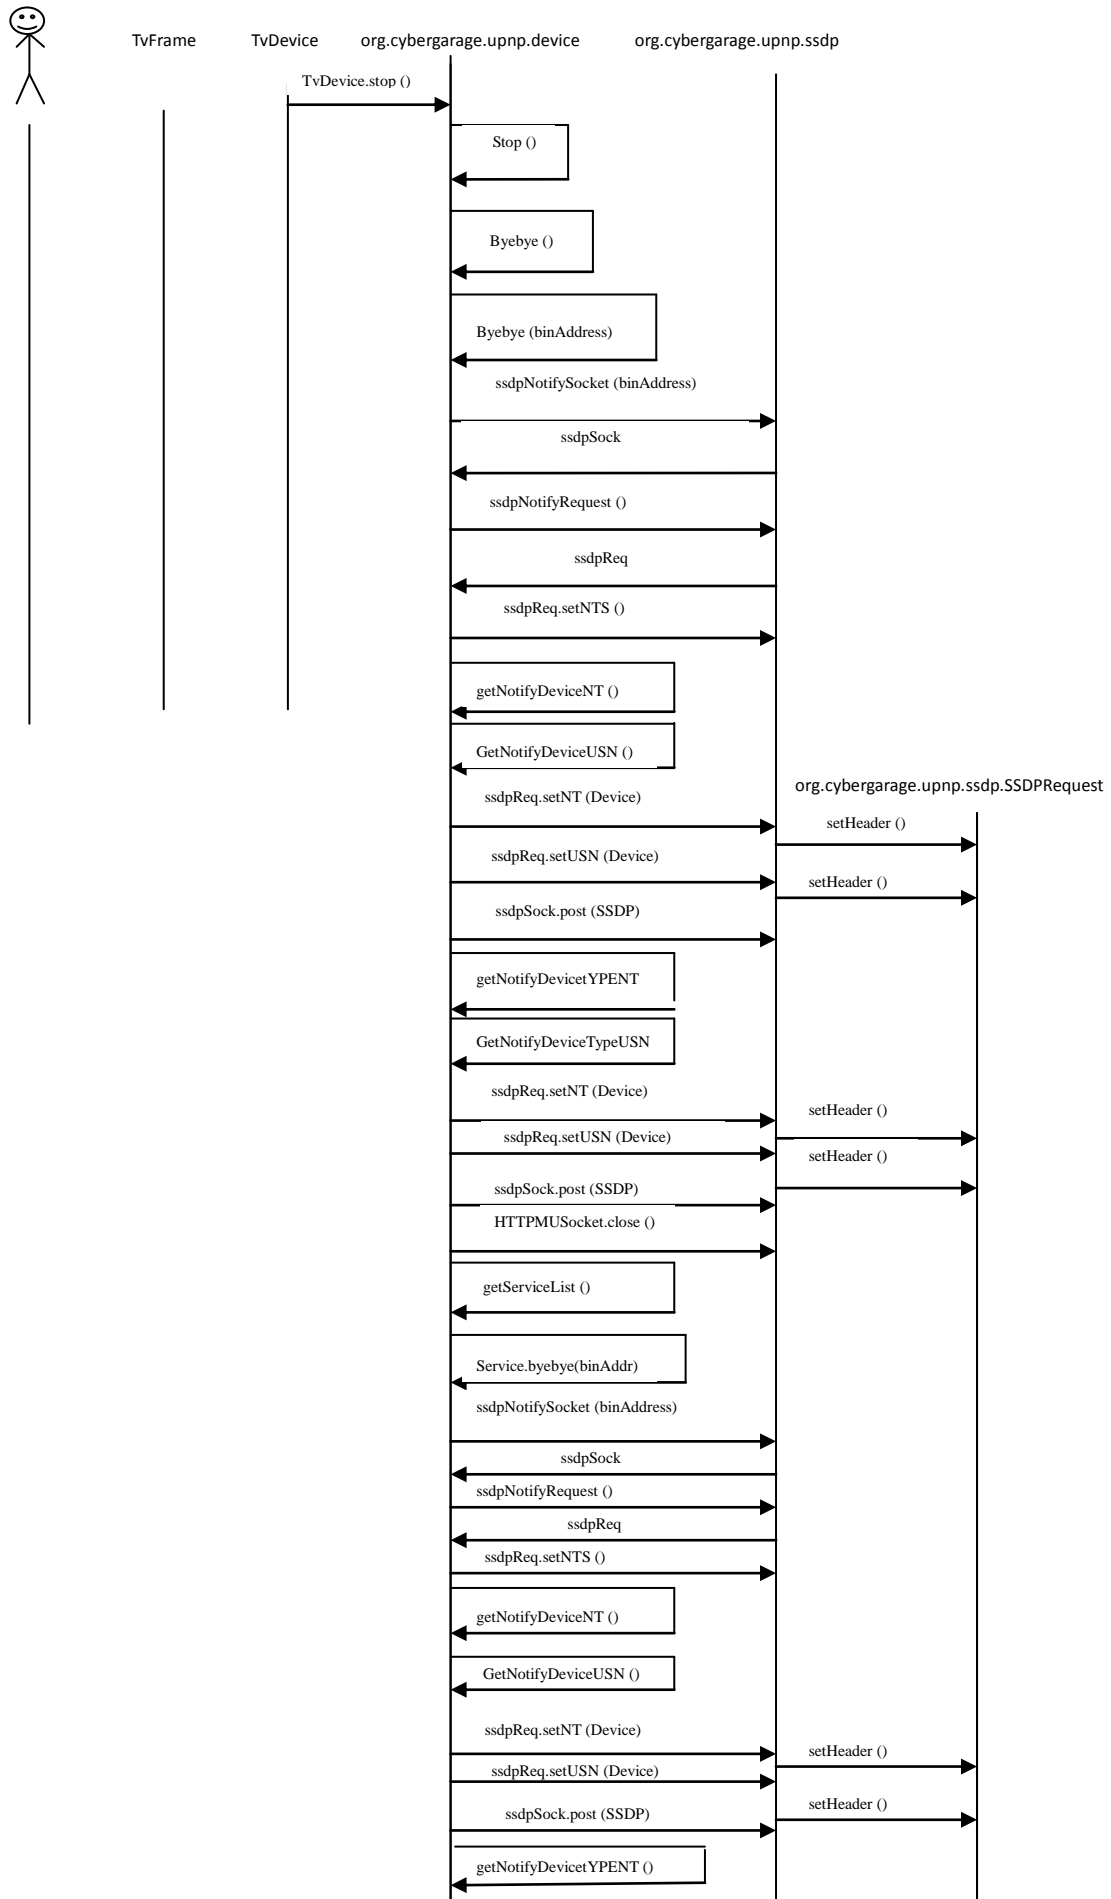 TvFrame
TvDevice
org.cybergarage.upnp.device
org.cybergarage.upnp.ssdp
TvDevice.stop ()
Stop ()
Byebye ()
Byebye (binAddress)
ssdpNotifySocket (binAddress)
ssdpSock
ssdpNotifyRequest ()
ssdpReq
ssdpReq.setNTS ()
getNotifyDeviceNT ()
GetNotifyDeviceUSN ()
org.cybergarage.upnp.ssdp.SSDPRequest
ssdpReq.setNT (Device)
setHeader ()
ssdpReq.setUSN (Device)
setHeader ()
ssdpSock.post (SSDP)
getNotifyDevicetYPENT
GetNotifyDeviceTypeUSN
ssdpReq.setNT (Device)
setHeader ()
ssdpReq.setUSN (Device)
setHeader ()
ssdpSock.post (SSDP)
HTTPMUSocket.close ()
getServiceList ()
Service.byebye(binAddr)
ssdpNotifySocket (binAddress)
ssdpSock
ssdpNotifyRequest ()
ssdpReq
ssdpReq.setNTS ()
getNotifyDeviceNT ()
GetNotifyDeviceUSN ()
ssdpReq.setNT (Device)
setHeader ()
ssdpReq.setUSN (Device)
setHeader ()
ssdpSock.post (SSDP)
getNotifyDevicetYPENT ()